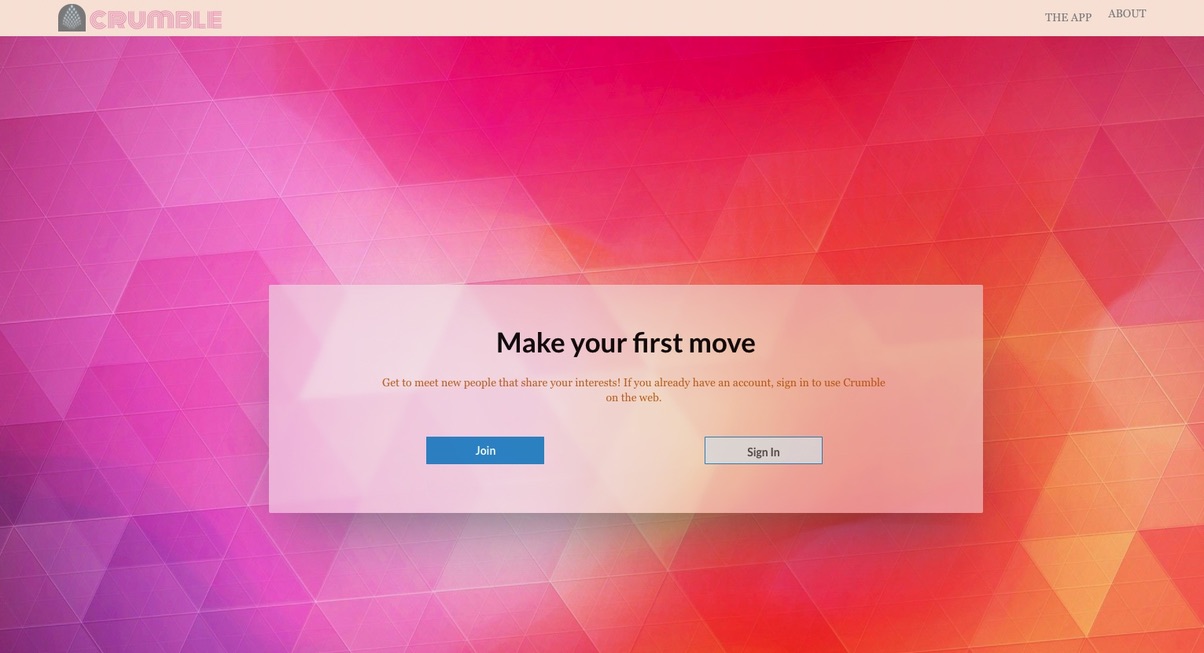 CRUMBLE
THE APP
ABOUT
Make your first move
Get to meet new people that share your interests! If you already have an account, sign in to use Crumble
on the web.
Join
Sign In